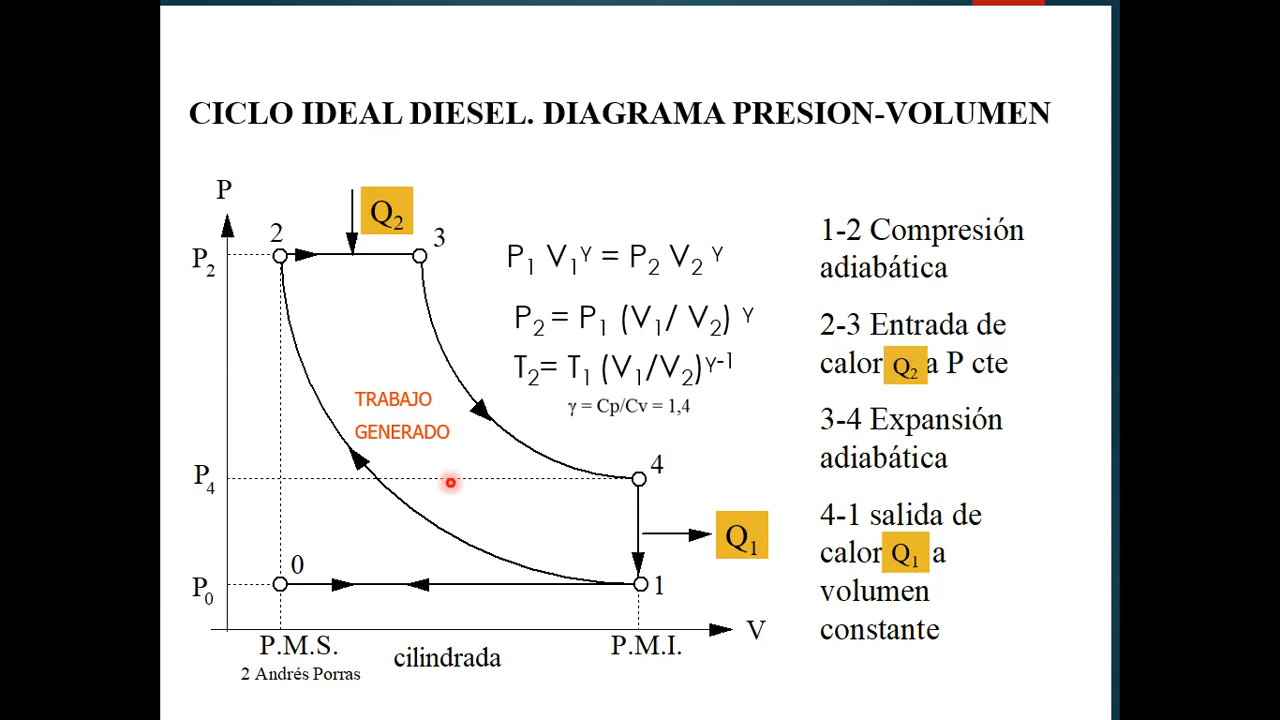 CICLO IDEAL DIESEL. DIAGRAMA PRESION-VOLUMEN
P
Q2
2
3
P2
P1 V1^γ = P2 V2^γ
P2 = P1 (V1/ V2)^γ
T2= T1 (V1/V2)^γ-1
γ = Cp/Cv = 1,4
TRABAJO
GENERADO
P4
4
Q1
0
P0
1
V
P.M.S.
P.M.I.
cilindrada
2 Andrés Porras
1-2 Compresión
adiabática
2-3 Entrada de
calor Q2 a P cte
3-4 Expansión
adiabática
4-1 salida de
calor Q1 a
volumen
constante